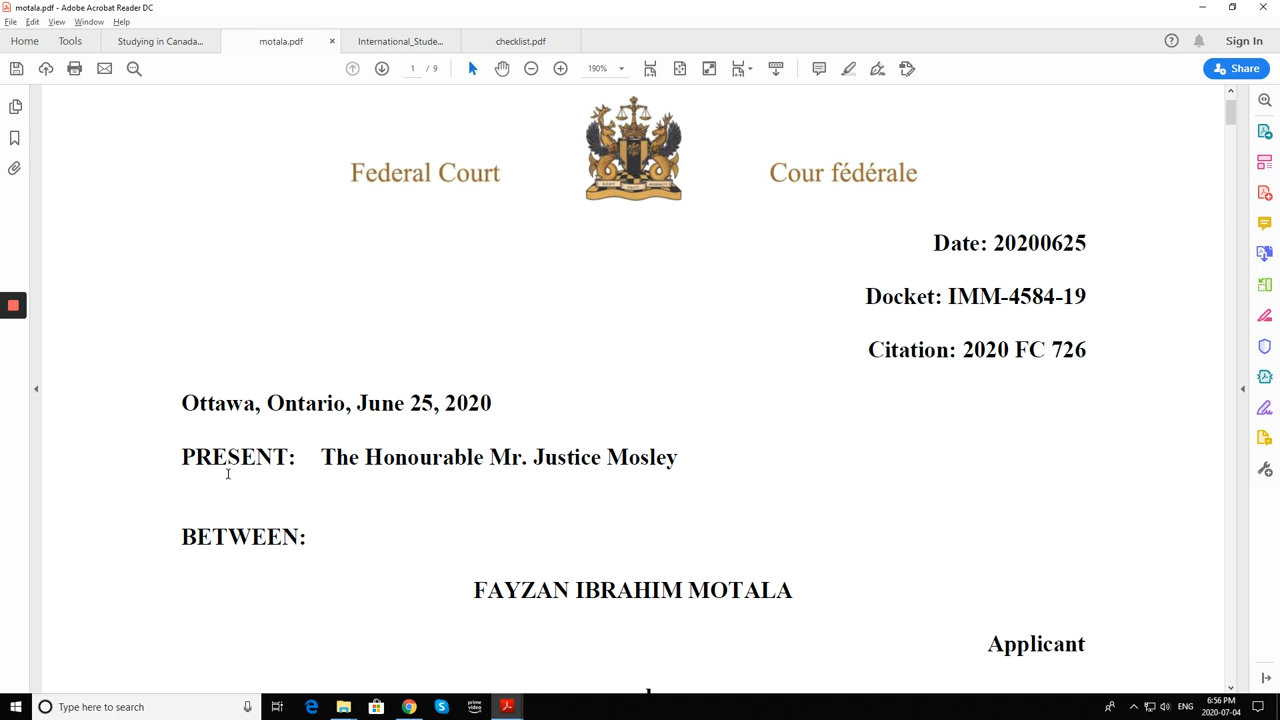 motala.pdf - Adobe Acrobat Reader DC
File Edit View Window Help
Home Tools Studying in Canada... motala.pdf × International_Stude... checklist.pdf Sign In
1 / 9 190% Share
Federal Court Cour fédérale
Date: 20200625
Docket: IMM-4584-19
Citation: 2020 FC 726
Ottawa, Ontario, June 25, 2020
PRESENT: The Honourable Mr. Justice Mosley
BETWEEN:
FAYZAN IBRAHIM MOTALA
Applicant
Type here to search
prime video
ENG
6:56 PM
2020-07-04